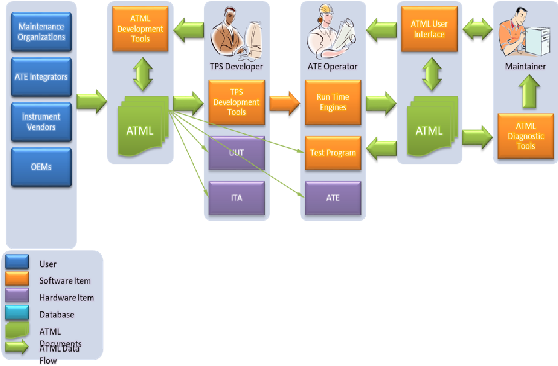 Maintenance
Organizations
ATE Integrators
Instrument
Vendors
OEMs
ATML
Development
Tools
ATML
TPS Developer
TPS
Development
Tools
UUT
ITA
ATE Operator
Run Time
Engines
Test Program
ATE
ATML User
Interface
ATML
Maintainer
ATML
Diagnostic
Tools
User
Software Item
Hardware Item
Database
ATML
Documents
ATML Data
Flow